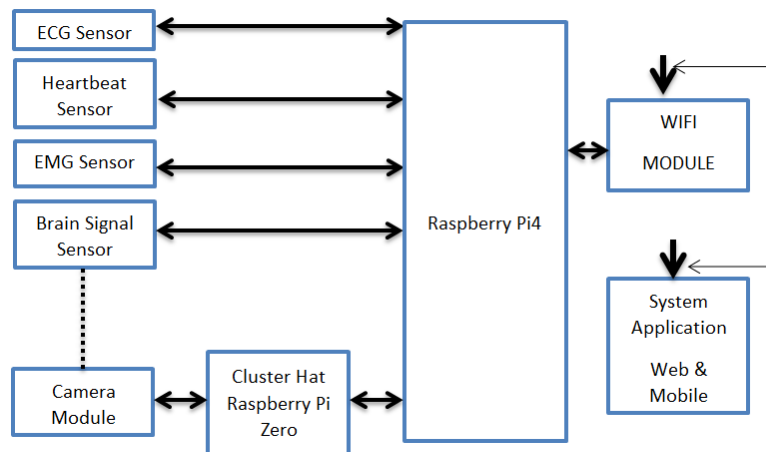 ECG Sensor
Heartbeat
Sensor
EMG Sensor
Brain Signal
Sensor
Camera
Module
Cluster Hat
Raspberry Pi
Zero
Raspberry Pi4
WIFI
MODULE
System
Application
Web &
Mobile